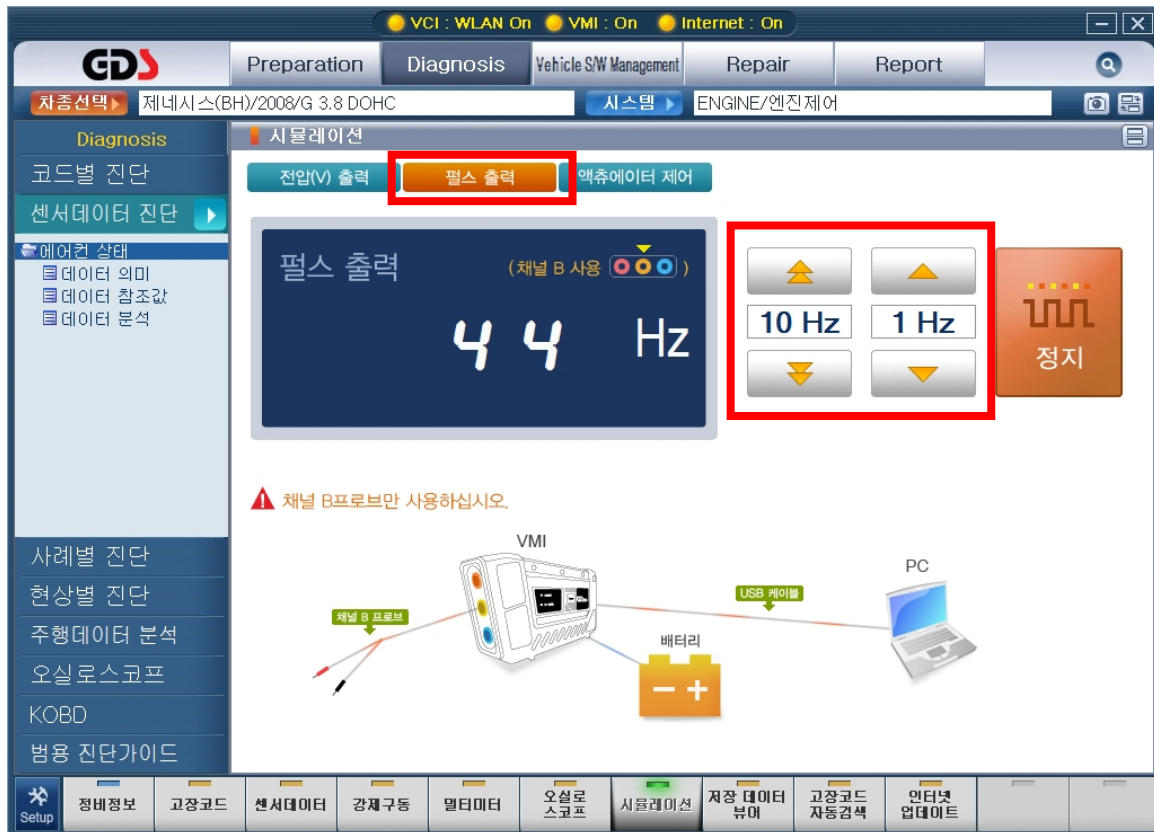 VCI : WLAN On VMI : On Internet : On
GDS
Preparation Diagnosis Vehicle S/W Management Repair Report
차종선택 제네시스(BH)/2008/G 3.8 DOHC 시스템 ENGINE/엔진제어
Diagnosis
코드별 진단
센서데이터 진단
에어컨 상태
데이터 의미
데이터 참조값
데이터 분석
사례별 진단
현상별 진단
주행데이터 분석
오실로스코프
KOBD
범용 진단가이드
시뮬레이션
전압(V) 출력 펄스 출력 액츄에이터 제어
펄스 출력 (채널 B 사용 )
44 Hz
10 Hz 1 Hz
정지
채널 B프로브만 사용하십시오.
VMI
PC
USB 케이블
채널 B 프로브
배터리
- +
Setup 정비정보 고장코드 센서데이터 강제구동 멀티미터 오실로 스코프 시뮬레이션 저장 데이터 뷰어 고장코드 자동검색 인터넷 업데이트